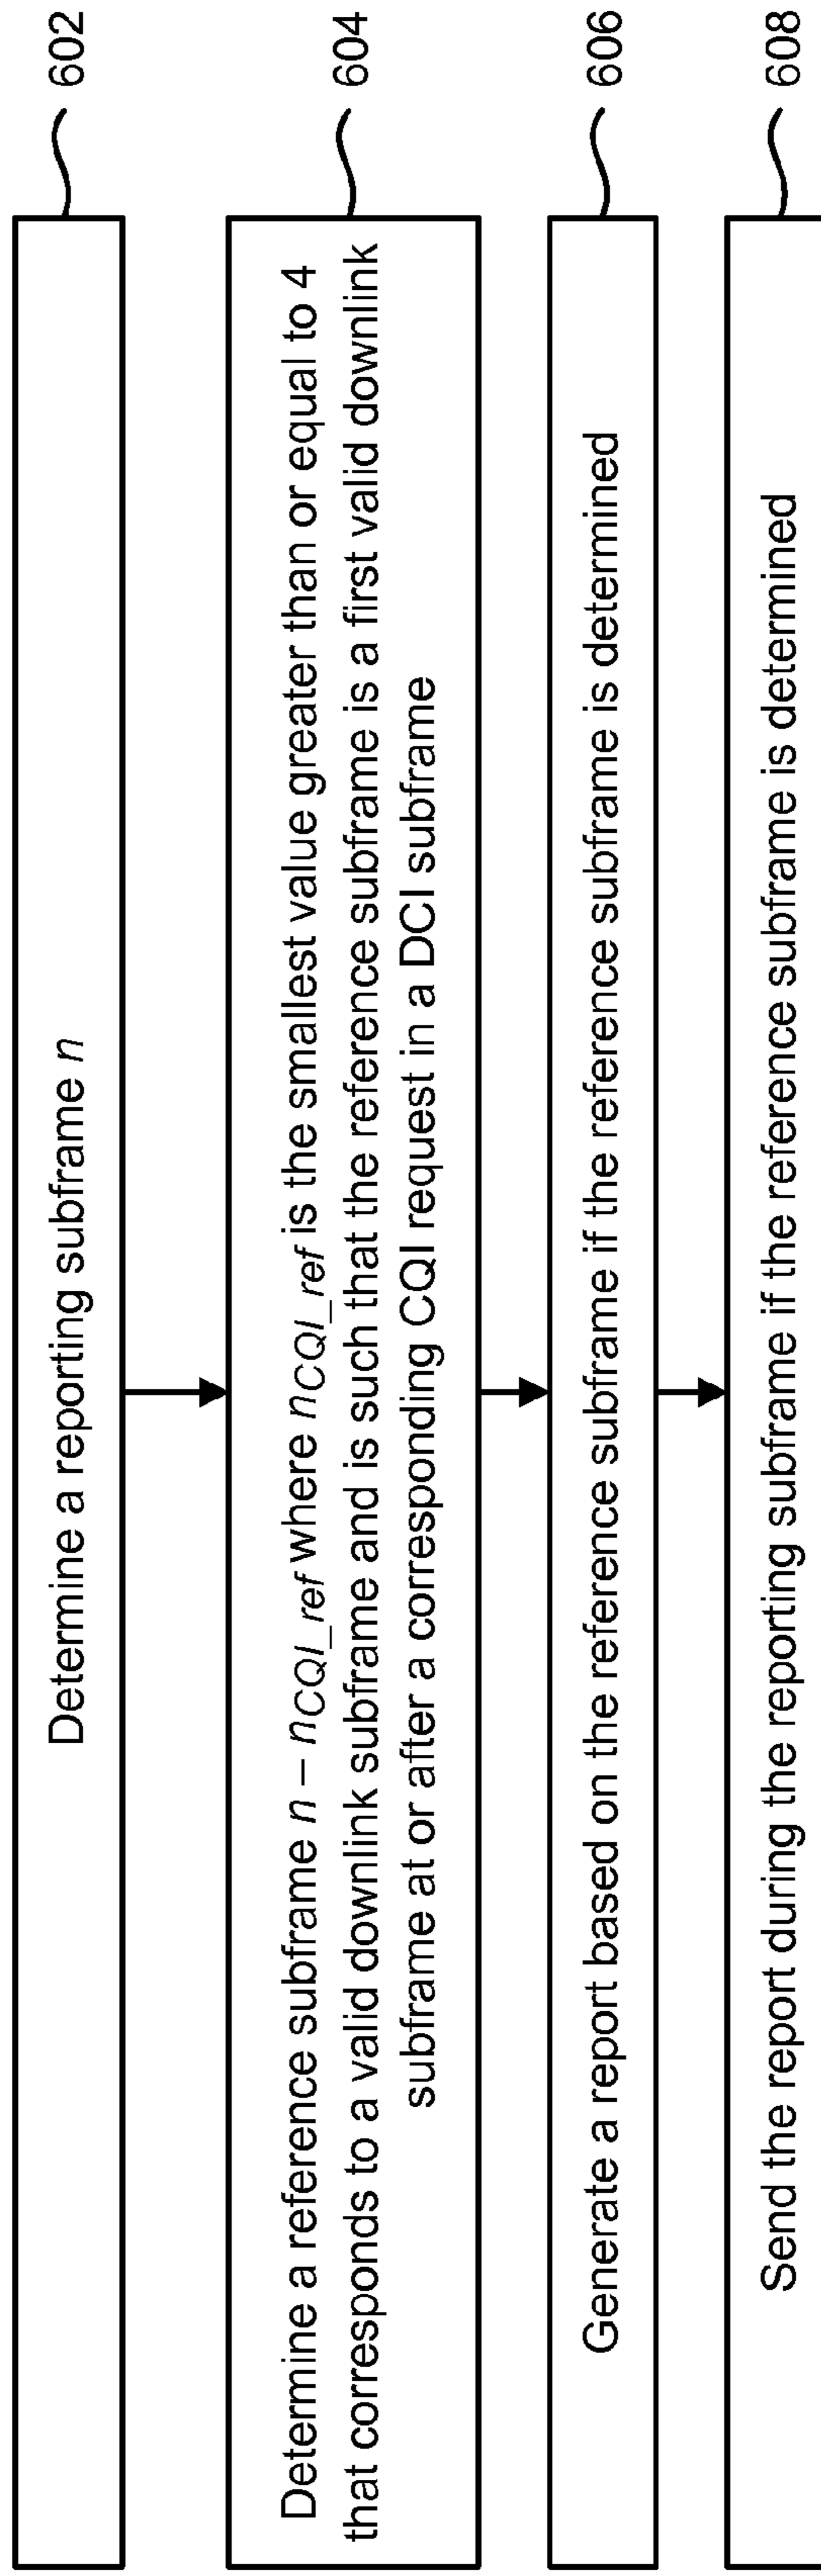 Determine a reporting subframe n
602
Determine a reference subframe n – nCQI_ref where nCQI_ref is the smallest value greater than or equal to 4
that corresponds to a valid downlink subframe and is such that the reference subframe is a first valid downlink
subframe at or after a corresponding CQI request in a DCI subframe
604
Generate a report based on the reference subframe if the reference subframe is determined
606
Send the report during the reporting subframe if the reference subframe is determined
608